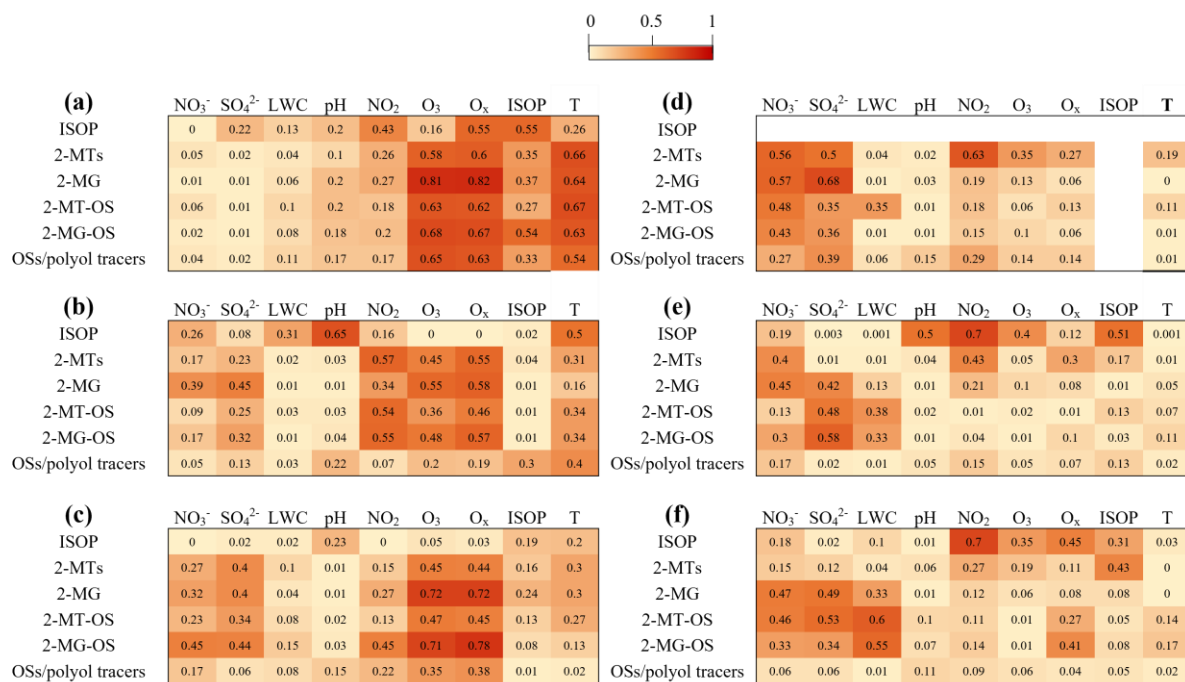 0 0.5 1
(a) NO₃⁻ SO₄²⁻ LWC pH NO₂ O₃ Oₓ ISOP T
ISOP 0 0.22 0.13 0.2 0.43 0.16 0.55 0.55 0.26
2-MTs 0.05 0.02 0.04 0.1 0.26 0.58 0.6 0.35 0.66
2-MG 0.01 0.01 0.06 0.2 0.27 0.81 0.82 0.37 0.64
2-MT-OS 0.06 0.01 0.1 0.2 0.18 0.63 0.62 0.27 0.67
2-MG-OS 0.02 0.01 0.08 0.18 0.2 0.68 0.67 0.54 0.63
OSs/polyol tracers 0.04 0.02 0.11 0.17 0.17 0.65 0.63 0.33 0.54
(b) NO₃⁻ SO₄²⁻ LWC pH NO₂ O₃ Oₓ ISOP T
ISOP 0.26 0.08 0.31 0.65 0.16 0 0 0.02 0.5
2-MTs 0.17 0.23 0.02 0.03 0.57 0.45 0.55 0.04 0.31
2-MG 0.39 0.45 0.01 0.01 0.34 0.55 0.58 0.01 0.16
2-MT-OS 0.09 0.25 0.03 0.03 0.54 0.36 0.46 0.01 0.34
2-MG-OS 0.17 0.32 0.01 0.04 0.55 0.48 0.57 0.01 0.34
OSs/polyol tracers 0.05 0.13 0.03 0.22 0.07 0.2 0.19 0.3 0.4
(c) NO₃⁻ SO₄²⁻ LWC pH NO₂ O₃ Oₓ ISOP T
ISOP 0 0.02 0.02 0.23 0 0.05 0.03 0.19 0.2
2-MTs 0.27 0.4 0.1 0.01 0.15 0.45 0.44 0.16 0.3
2-MG 0.32 0.4 0.04 0.01 0.27 0.72 0.72 0.24 0.3
2-MT-OS 0.23 0.34 0.08 0.02 0.13 0.47 0.45 0.13 0.27
2-MG-OS 0.45 0.44 0.15 0.03 0.45 0.71 0.78 0.08 0.13
OSs/polyol tracers 0.17 0.06 0.08 0.15 0.22 0.35 0.38 0.01 0.02
(d) NO₃⁻ SO₄²⁻ LWC pH NO₂ O₃ Oₓ ISOP T
ISOP
2-MTs 0.56 0.5 0.04 0.02 0.63 0.35 0.27 0.19
2-MG 0.57 0.68 0.01 0.03 0.19 0.13 0.06 0
2-MT-OS 0.48 0.35 0.35 0.01 0.18 0.06 0.13 0.11
2-MG-OS 0.43 0.36 0.01 0.01 0.15 0.1 0.06 0.01
OSs/polyol tracers 0.27 0.39 0.06 0.15 0.29 0.14 0.14 0.01
(e) NO₃⁻ SO₄²⁻ LWC pH NO₂ O₃ Oₓ ISOP T
ISOP 0.19 0.003 0.001 0.5 0.7 0.4 0.12 0.51 0.001
2-MTs 0.4 0.01 0.01 0.04 0.43 0.05 0.3 0.17 0.01
2-MG 0.45 0.42 0.13 0.01 0.21 0.1 0.08 0.01 0.05
2-MT-OS 0.13 0.48 0.38 0.02 0.01 0.02 0.01 0.13 0.07
2-MG-OS 0.3 0.58 0.33 0.01 0.04 0.01 0.1 0.03 0.11
OSs/polyol tracers 0.17 0.02 0.01 0.05 0.15 0.05 0.07 0.13 0.02
(f) NO₃⁻ SO₄²⁻ LWC pH NO₂ O₃ Oₓ ISOP T
ISOP 0.18 0.02 0.1 0.01 0.7 0.35 0.45 0.31 0.03
2-MTs 0.15 0.12 0.04 0.06 0.27 0.19 0.11 0.43 0
2-MG 0.47 0.49 0.33 0.01 0.12 0.06 0.08 0.08 0
2-MT-OS 0.46 0.53 0.6 0.1 0.11 0.01 0.27 0.05 0.14
2-MG-OS 0.33 0.34 0.55 0.07 0.14 0.01 0.41 0.08 0.17
OSs/polyol tracers 0.06 0.06 0.01 0.11 0.09 0.06 0.04 0.05 0.02